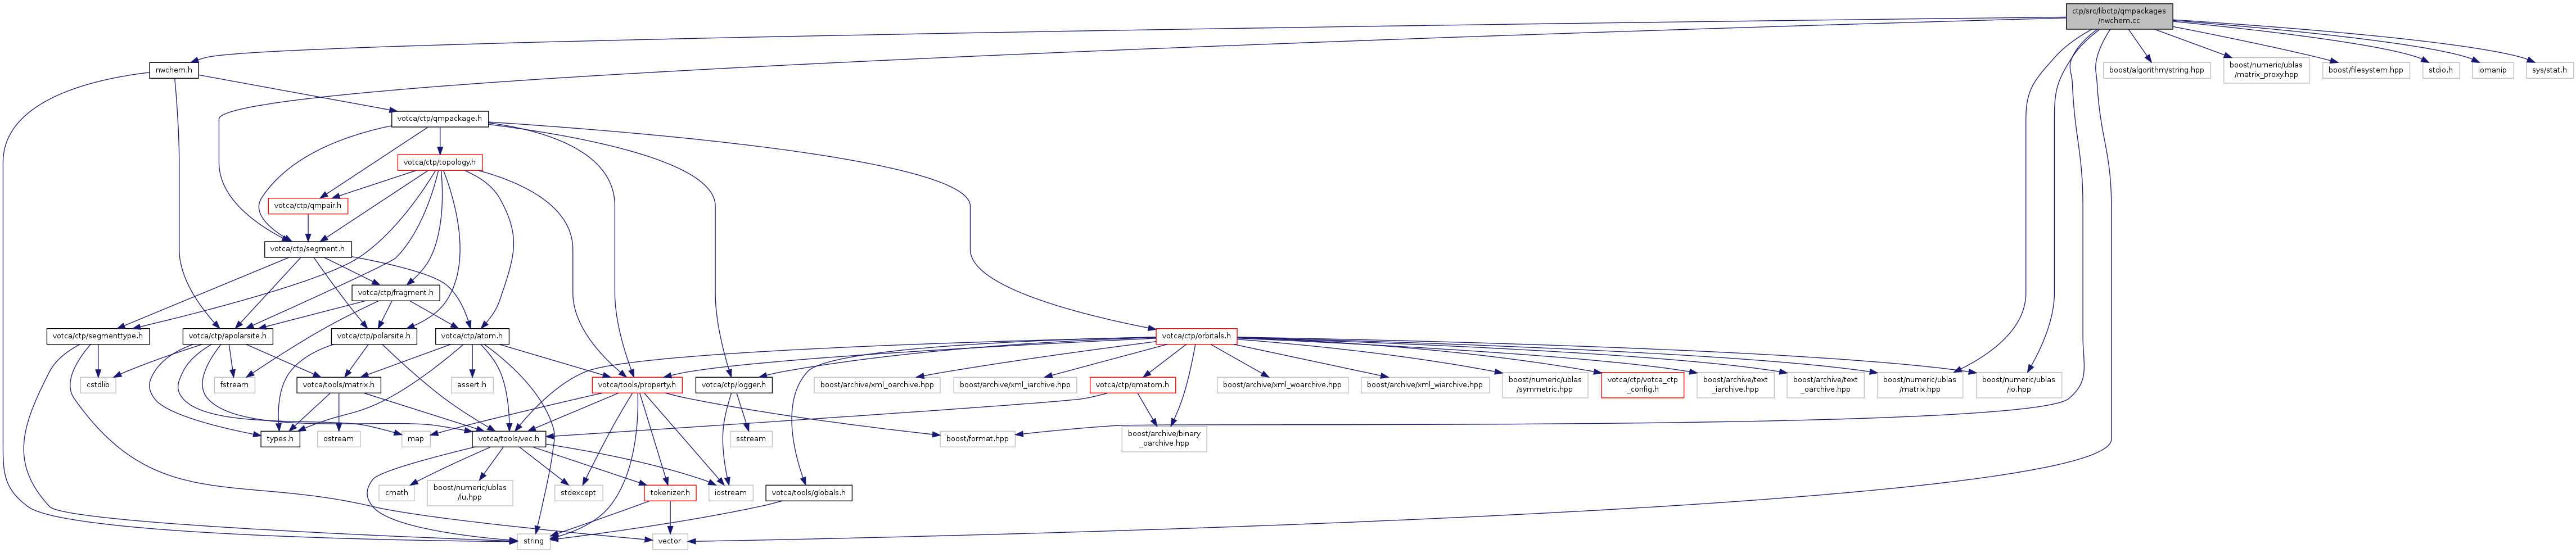 ctp/src/libctp/qmpackages
/nwchem.cc
nwchem.h
boost/algorithm/string.hpp
boost/numeric/ublas
/matrix_proxy.hpp
boost/filesystem.hpp
stdio.h
iomanip
sys/stat.h
votca/ctp/qmpackage.h
votca/ctp/topology.h
votca/ctp/qmpair.h
votca/ctp/segment.h
votca/ctp/fragment.h
votca/ctp/segmenttype.h
votca/ctp/apolarsite.h
votca/ctp/polarsite.h
votca/ctp/atom.h
votca/ctp/orbitals.h
cstdlib
fstream
votca/tools/matrix.h
assert.h
votca/tools/property.h
votca/ctp/logger.h
boost/archive/xml_oarchive.hpp
boost/archive/xml_iarchive.hpp
votca/ctp/qmatom.h
boost/archive/xml_woarchive.hpp
boost/archive/xml_wiarchive.hpp
boost/numeric/ublas
/symmetric.hpp
votca/ctp/votca_ctp
_config.h
boost/archive/text
_iarchive.hpp
boost/archive/text
_oarchive.hpp
boost/numeric/ublas
/matrix.hpp
boost/numeric/ublas
/io.hpp
types.h
ostream
map
votca/tools/vec.h
sstream
boost/format.hpp
boost/archive/binary
_oarchive.hpp
cmath
boost/numeric/ublas
/lu.hpp
stdexcept
tokenizer.h
iostream
votca/tools/globals.h
string
vector